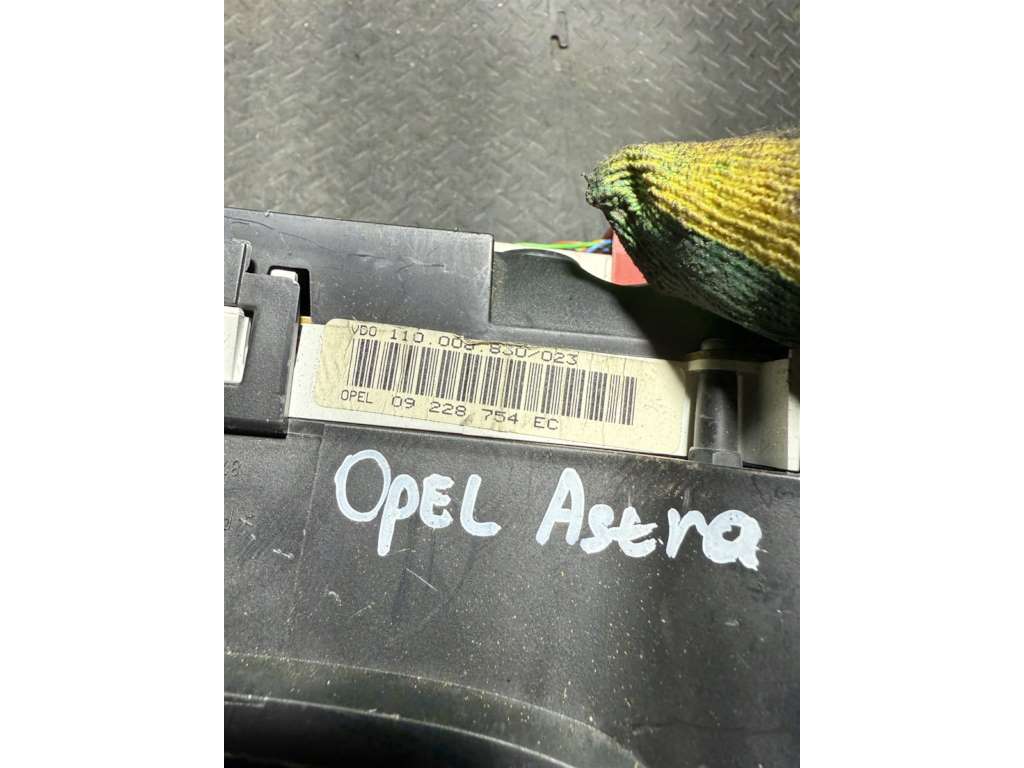 VDO 110.008.830/023
OPEL 09 228 754 EC
OPEL Astra